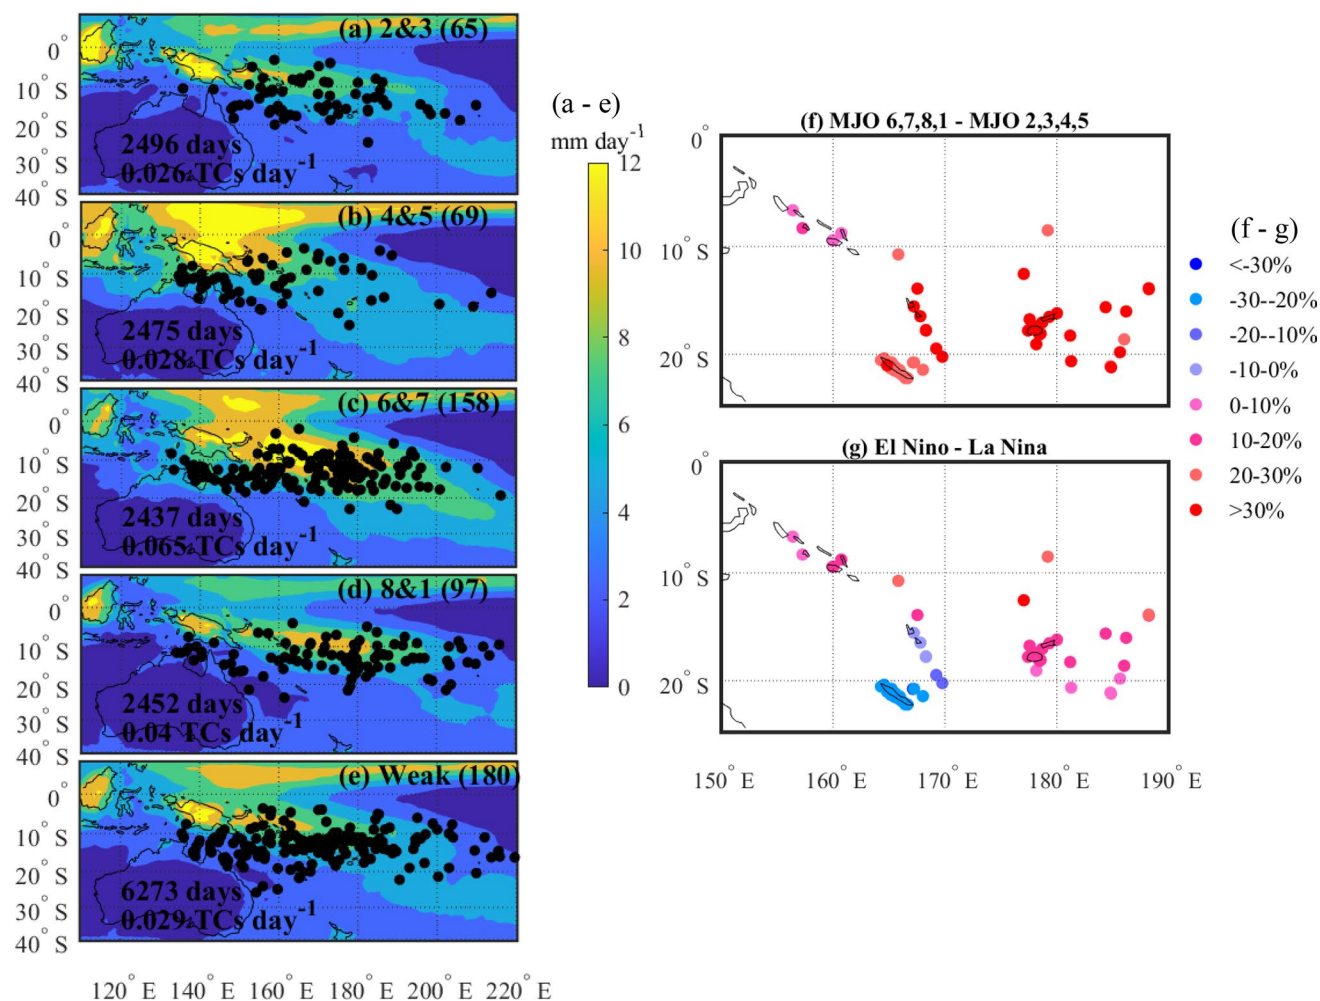 (a) 2&3 (65)
0° 
10° S
20° S
30° S
40° S
2496 days
0.026 TCs day⁻¹
(b) 4&5 (69)
0°
10° S
20° S
30° S
40° S
2475 days
0.028 TCs day⁻¹
(c) 6&7 (158)
0°
10° S
20° S
30° S
40° S
2437 days
0.065 TCs day⁻¹
(d) 8&1 (97)
0°
10° S
20° S
30° S
40° S
2452 days
0.04 TCs day⁻¹
(e) Weak (180)
0°
10° S
20° S
30° S
40° S
6273 days
0.029 TCs day⁻¹
120° E 140° E 160° E 180° E 200° E 220° E
(a - e)
mm day⁻¹
12
10
8
6
4
2
0
(f) MJO 6,7,8,1 - MJO 2,3,4,5
0°
10° S
20° S
(g) El Nino - La Nina
0°
10° S
20° S
150° E 160° E 170° E 180° E 190° E
(f - g)
<-30%
-30--20%
-20--10%
-10-0%
0-10%
10-20%
20-30%
>30%